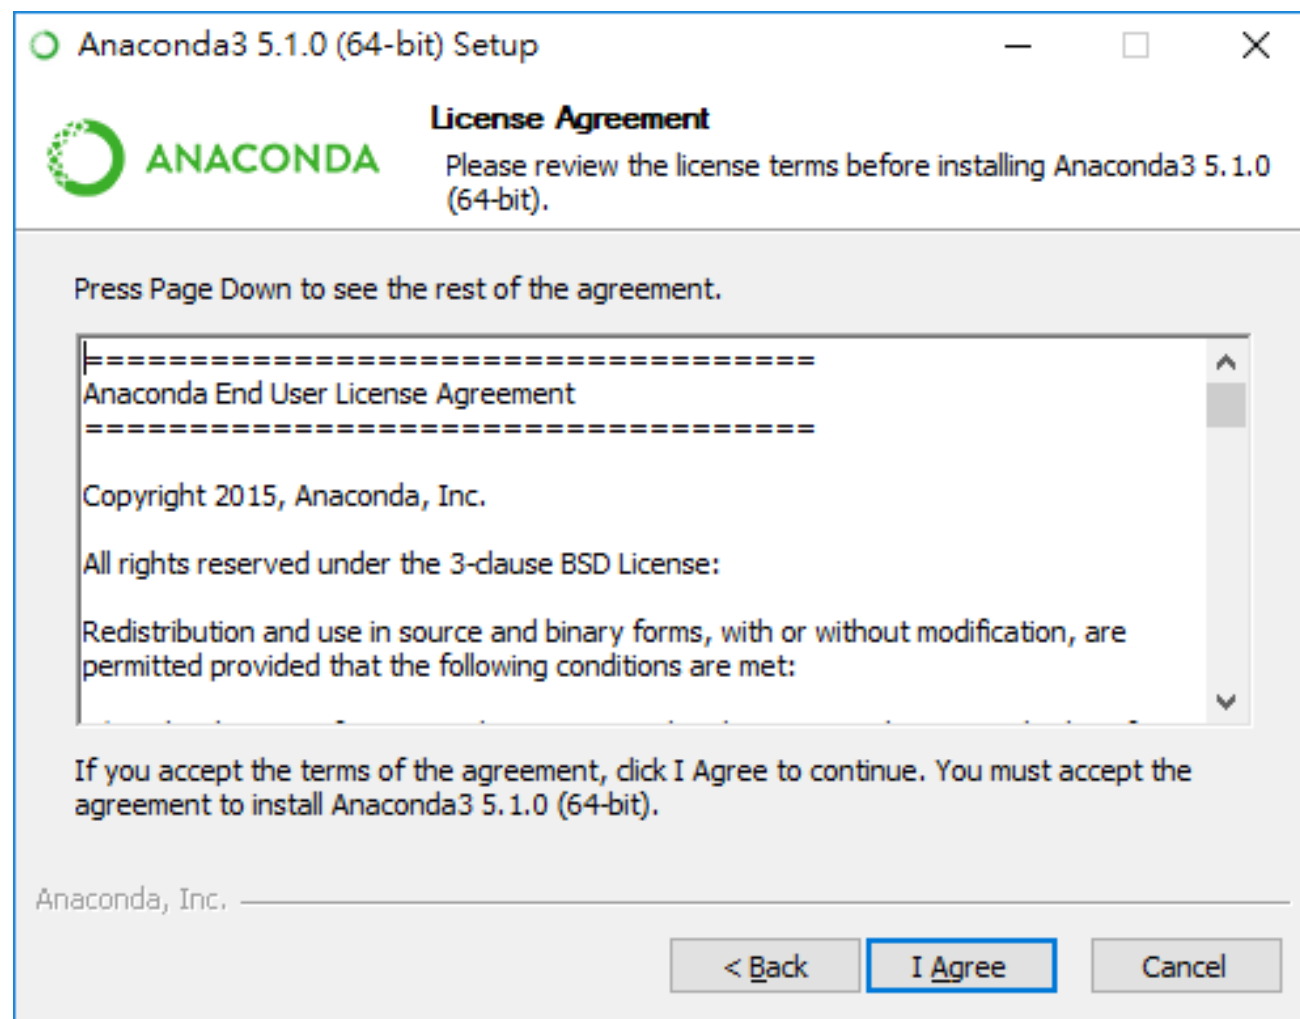 Anaconda3 5.1.0 (64-bit) Setup
ANACONDA
License Agreement
Please review the license terms before installing Anaconda3 5.1.0
(64-bit).
Press Page Down to see the rest of the agreement.
===================================
Anaconda End User License Agreement
===================================
Copyright 2015, Anaconda, Inc.
All rights reserved under the 3-clause BSD License:
Redistribution and use in source and binary forms, with or without modification, are
permitted provided that the following conditions are met:
If you accept the terms of the agreement, click I Agree to continue. You must accept the
agreement to install Anaconda3 5.1.0 (64-bit).
Anaconda, Inc.
< Back
I Agree
Cancel